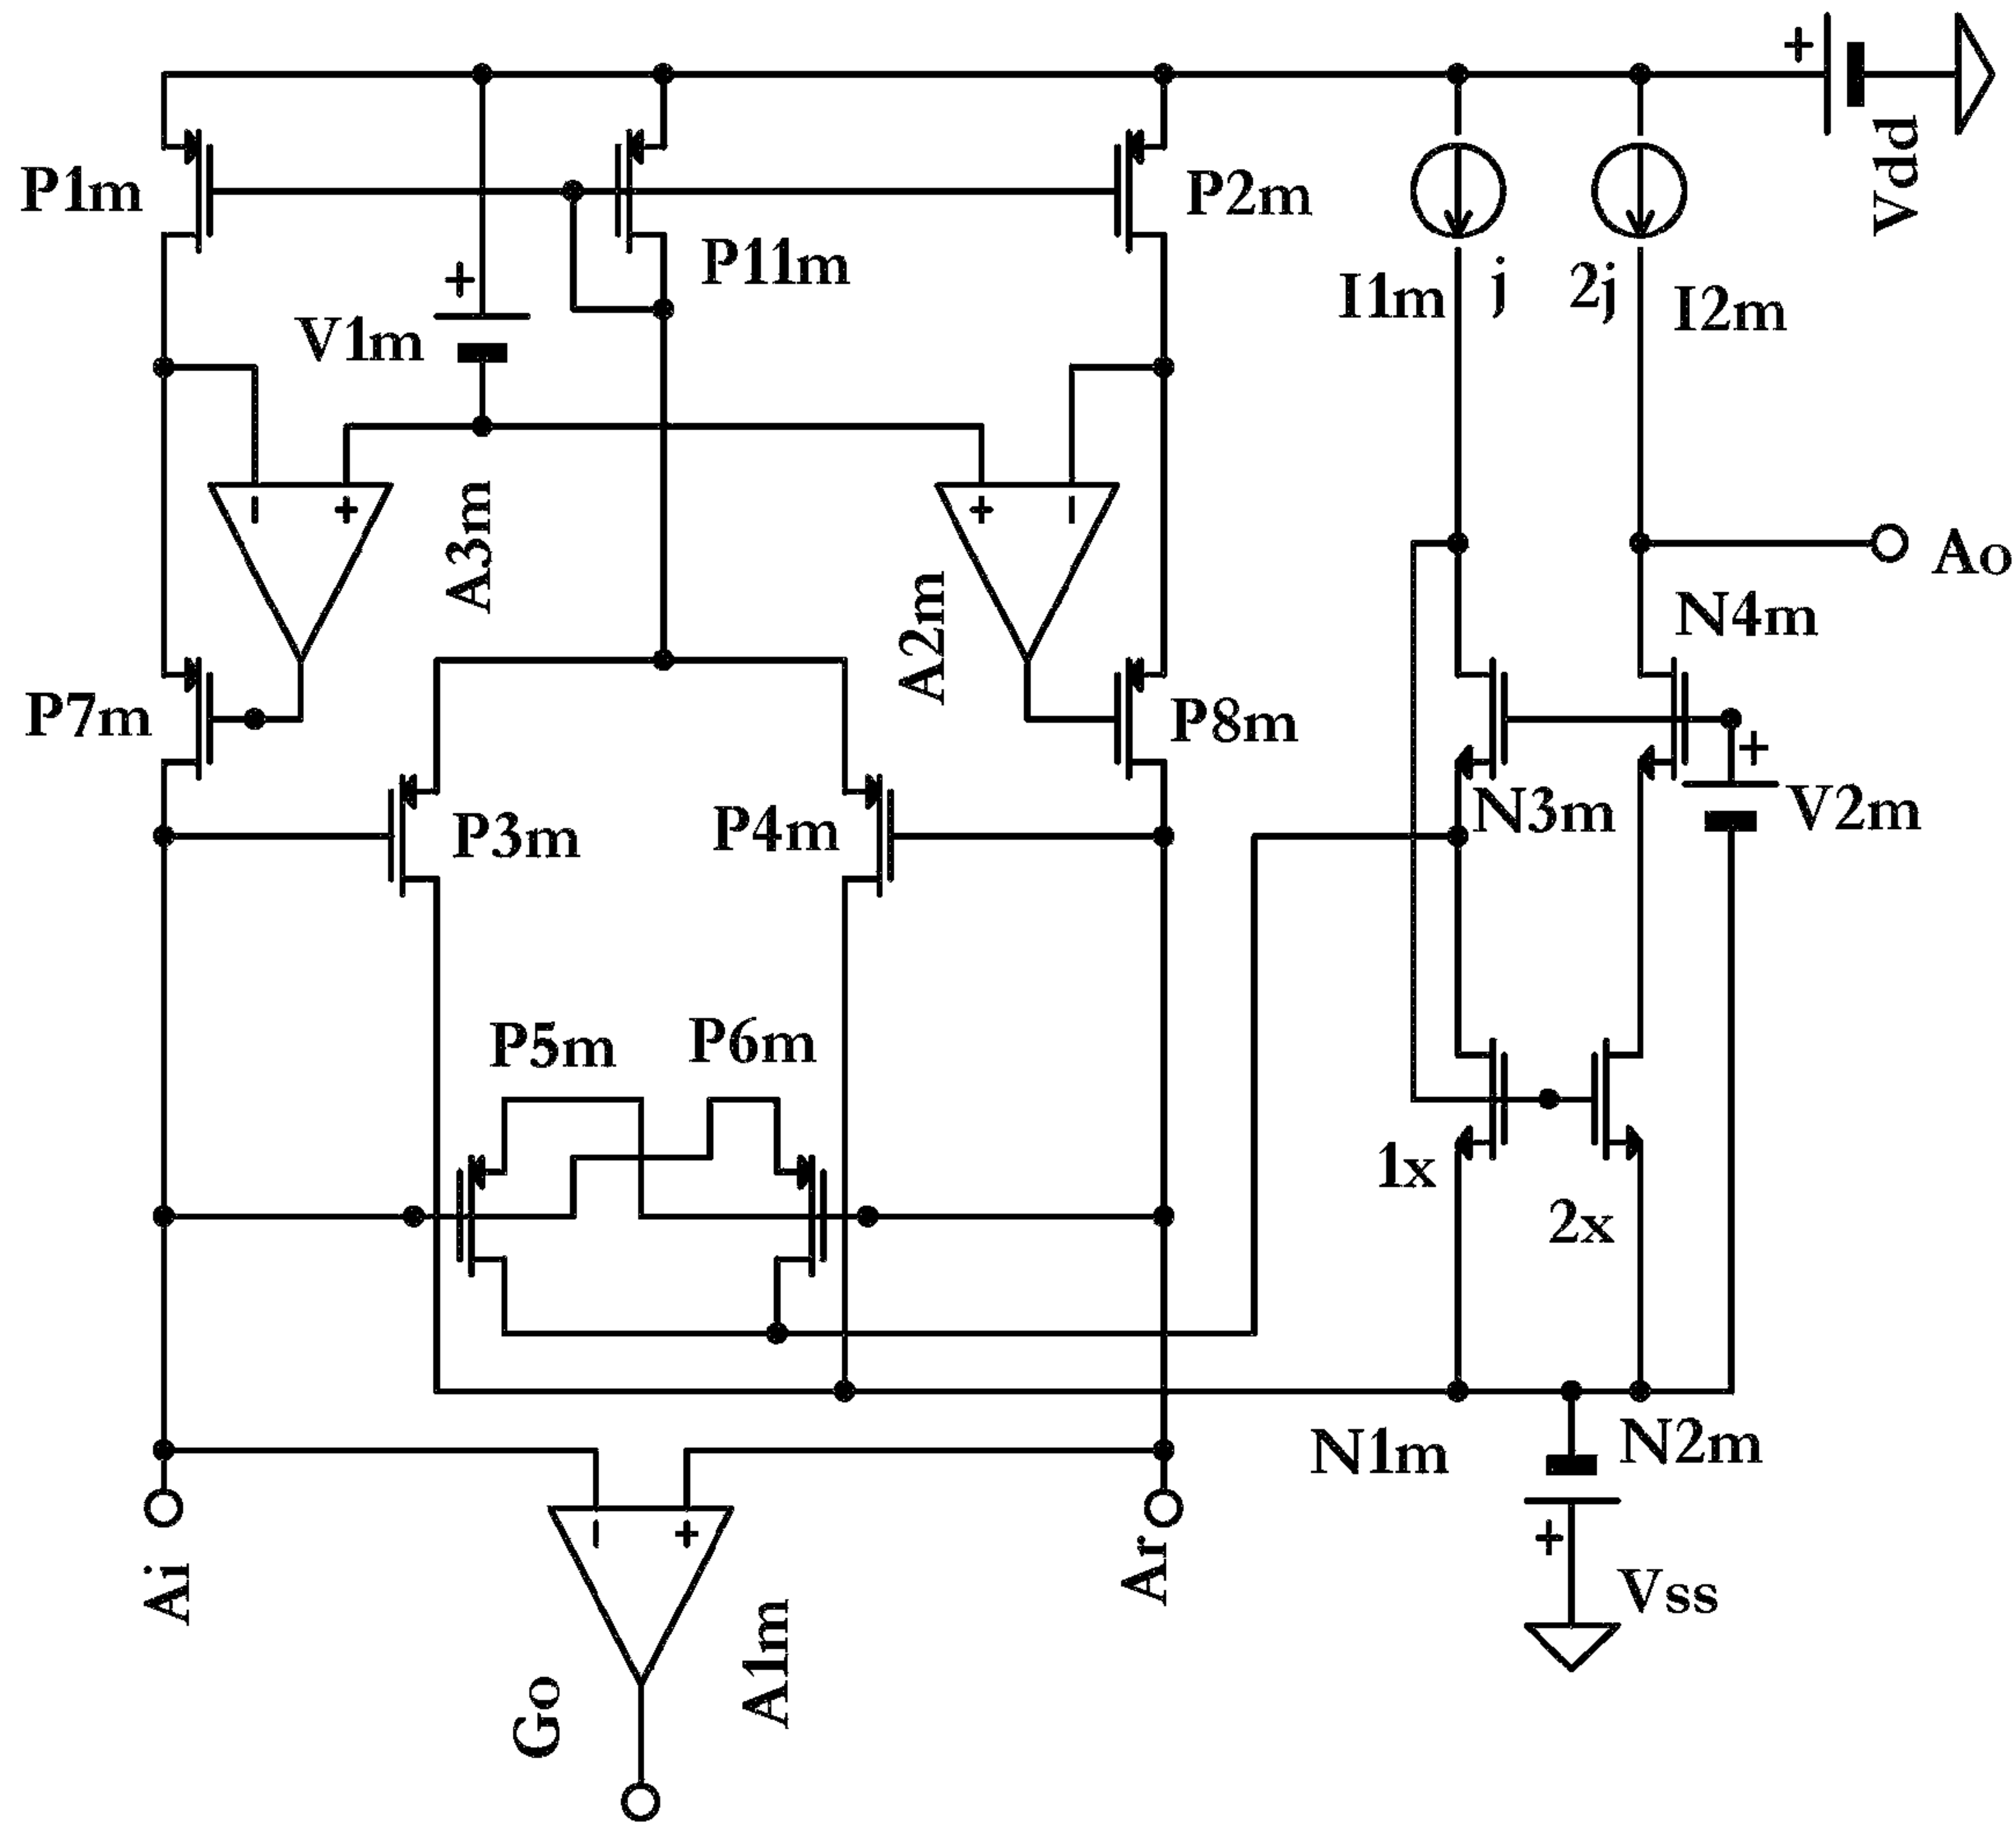 +
Vdd
P1m
P11m
P2m
+
V1m
I1m
j
2j
I2m
- +
A3m
+ -
A2m
Ao
N4m
P7m
P8m
+
N3m
V2m
P3m
P4m
P5m
P6m
1x
2x
N1m
N2m
- +
+
Vss
Ai
A1m
Ar
Go